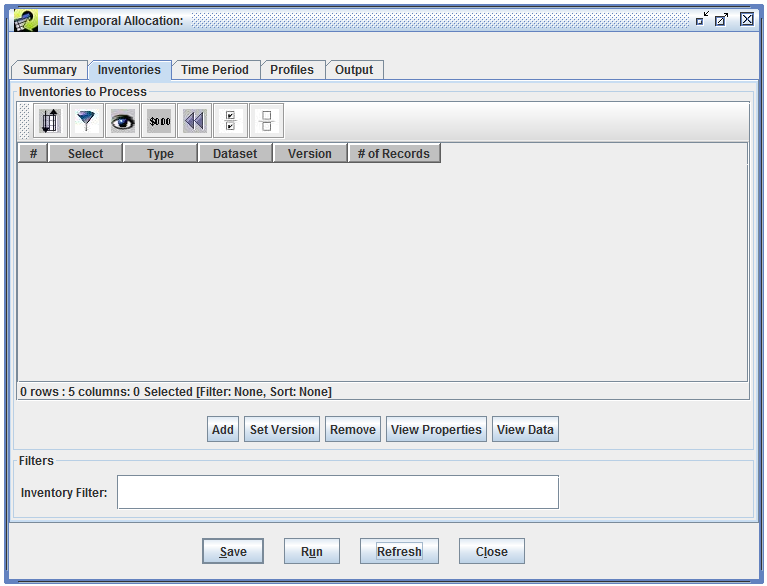 Edit Temporal Allocation:
Summary Inventories Time Period Profiles Output
Inventories to Process
$0.00
# Select Type Dataset Version # of Records
0 rows : 5 columns: 0 Selected [Filter: None, Sort: None]
Add Set Version Remove View Properties View Data
Filters
Inventory Filter:
Save Run Refresh Close